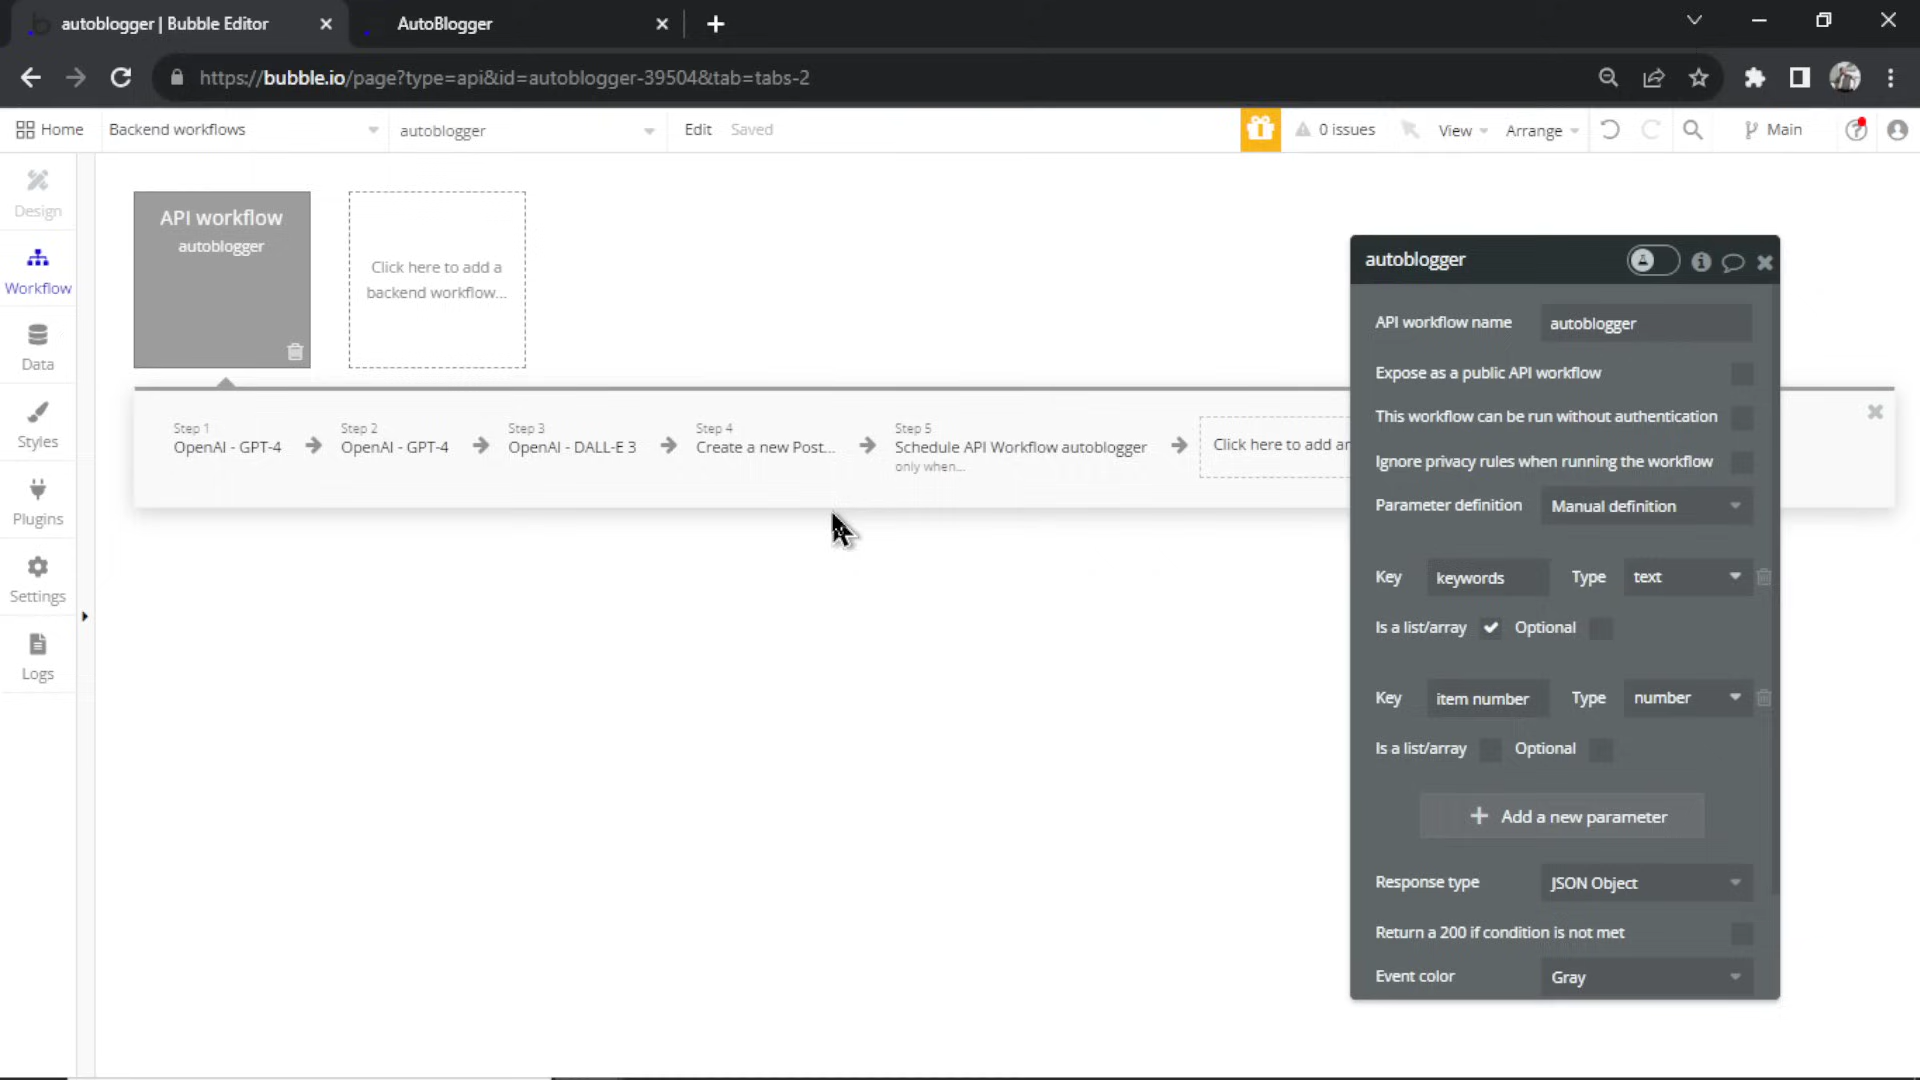 autoblogger | Bubble Editor
AutoBlogger
https://bubble.io/page?type=api&id=autoblogger-39504&tab=tabs-2
Home
Backend workflows
autoblogger
Edit
Saved
0 issues
View
Arrange
Main
Design
Workflow
Data
Styles
Plugins
Settings
Logs
API workflow
autoblogger
Click here to add a
backend workflow...
Step 1
OpenAI - GPT-4
Step 2
OpenAI - GPT-4
Step 3
OpenAI - DALL-E 3
Step 4
Create a new Post...
Step 5
Schedule API Workflow autoblogger
only when...
Click here to add an
autoblogger
API workflow name
autoblogger
Expose as a public API workflow
This workflow can be run without authentication
Ignore privacy rules when running the workflow
Parameter definition
Manual definition
Key
keywords
Type
text
Is a list/array
Optional
Key
item number
Type
number
Is a list/array
Optional
Add a new parameter
Response type
JSON Object
Return a 200 if condition is not met
Event color
Gray